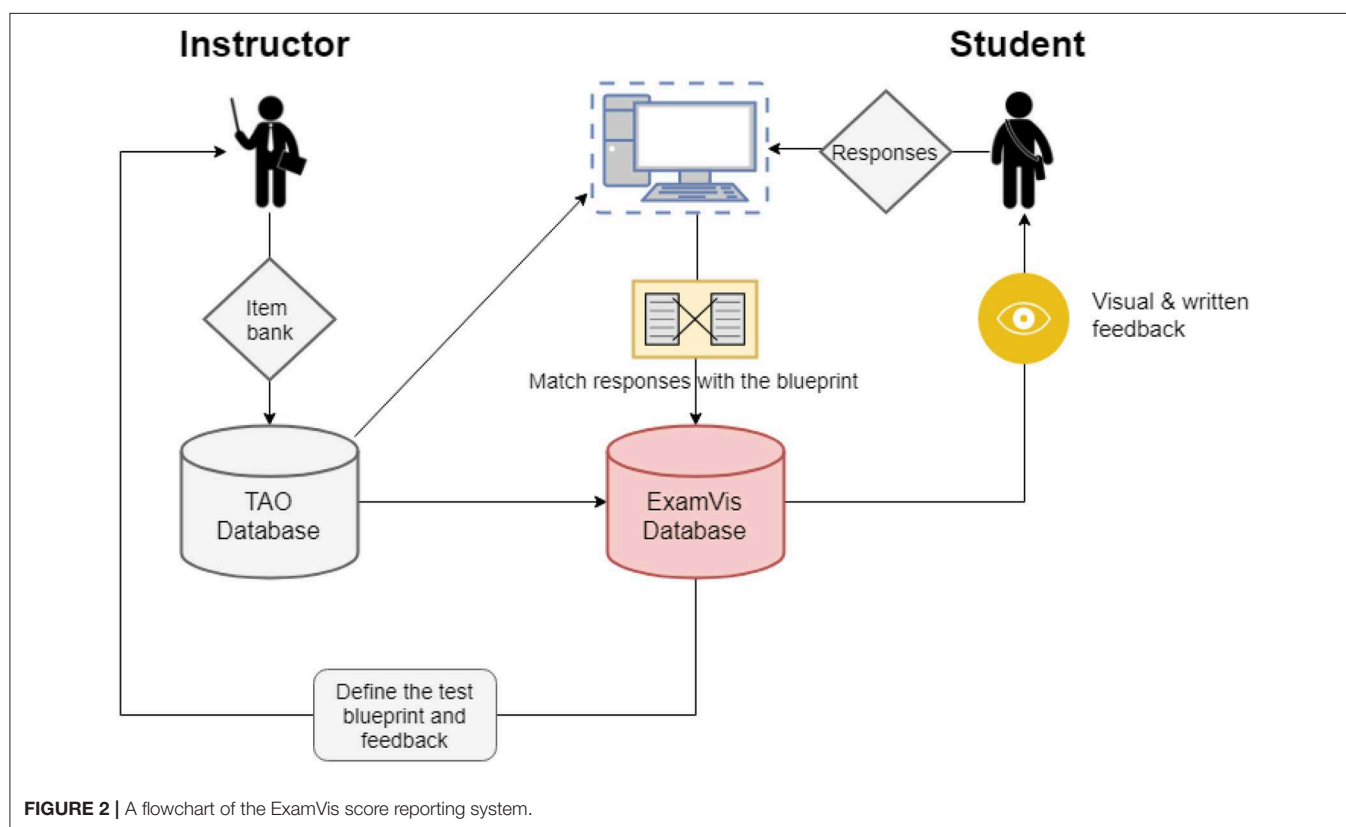 Instructor
Student
Responses
Item
bank
Visual & written
feedback
Match responses with the blueprint
TAO
Database
ExamVis
Database
Define the test
blueprint and
feedback
FIGURE 2 | A flowchart of the ExamVis score reporting system.